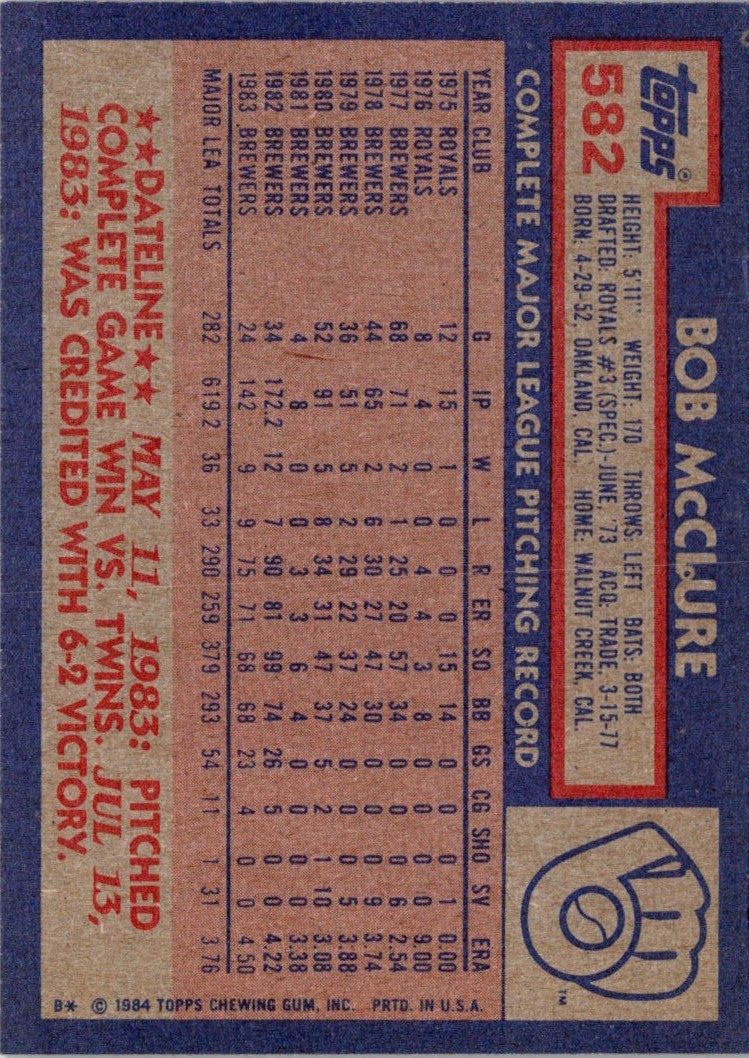 topps®
582
BOB McCLURE
HEIGHT: 5'11" WEIGHT: 170 THROWS: LEFT BATS: BOTH
DRAFTED: ROYALS #3 (SPEC.)-JUNE, '73 ACQ: TRADE, 3-15-77
BORN: 4-29-52, OAKLAND, CAL. HOME: WALNUT CREEK, CAL.
TM
COMPLETE MAJOR LEAGUE PITCHING RECORD
YEAR CLUB G IP W L R ER SO BB GS CG SHO SV ERA
1975 ROYALS 12 15 1 0 0 0 15 14 0 0 0 1 0.00
1976 ROYALS 8 4 0 0 4 4 3 8 0 0 0 0 9.00
1977 BREWERS 68 71 2 1 25 20 57 34 0 0 0 6 2.54
1978 BREWERS 44 65 2 6 30 27 47 30 0 0 0 9 3.74
1979 BREWERS 36 51 5 2 29 22 37 24 0 0 0 5 3.88
1980 BREWERS 52 91 5 8 34 31 47 37 5 2 1 10 3.08
1981 BREWERS 4 8 0 0 3 3 6 4 0 0 0 0 3.38
1982 BREWERS 34 172.2 12 7 90 81 99 74 26 5 0 0 4.22
1983 BREWERS 24 142 9 9 75 71 68 68 23 4 0 0 4.50
MAJOR LEA TOTALS 282 619.2 36 33 290 259 379 293 54 11 1 31 3.76
★★DATELINE★★ MAY 11, 1983: PITCHED
COMPLETE GAME WIN VS. TWINS. JUL 13,
1983: WAS CREDITED WITH 6-2 VICTORY.
B* © 1984 TOPPS CHEWING GUM, INC. PRTD. IN U.S.A.